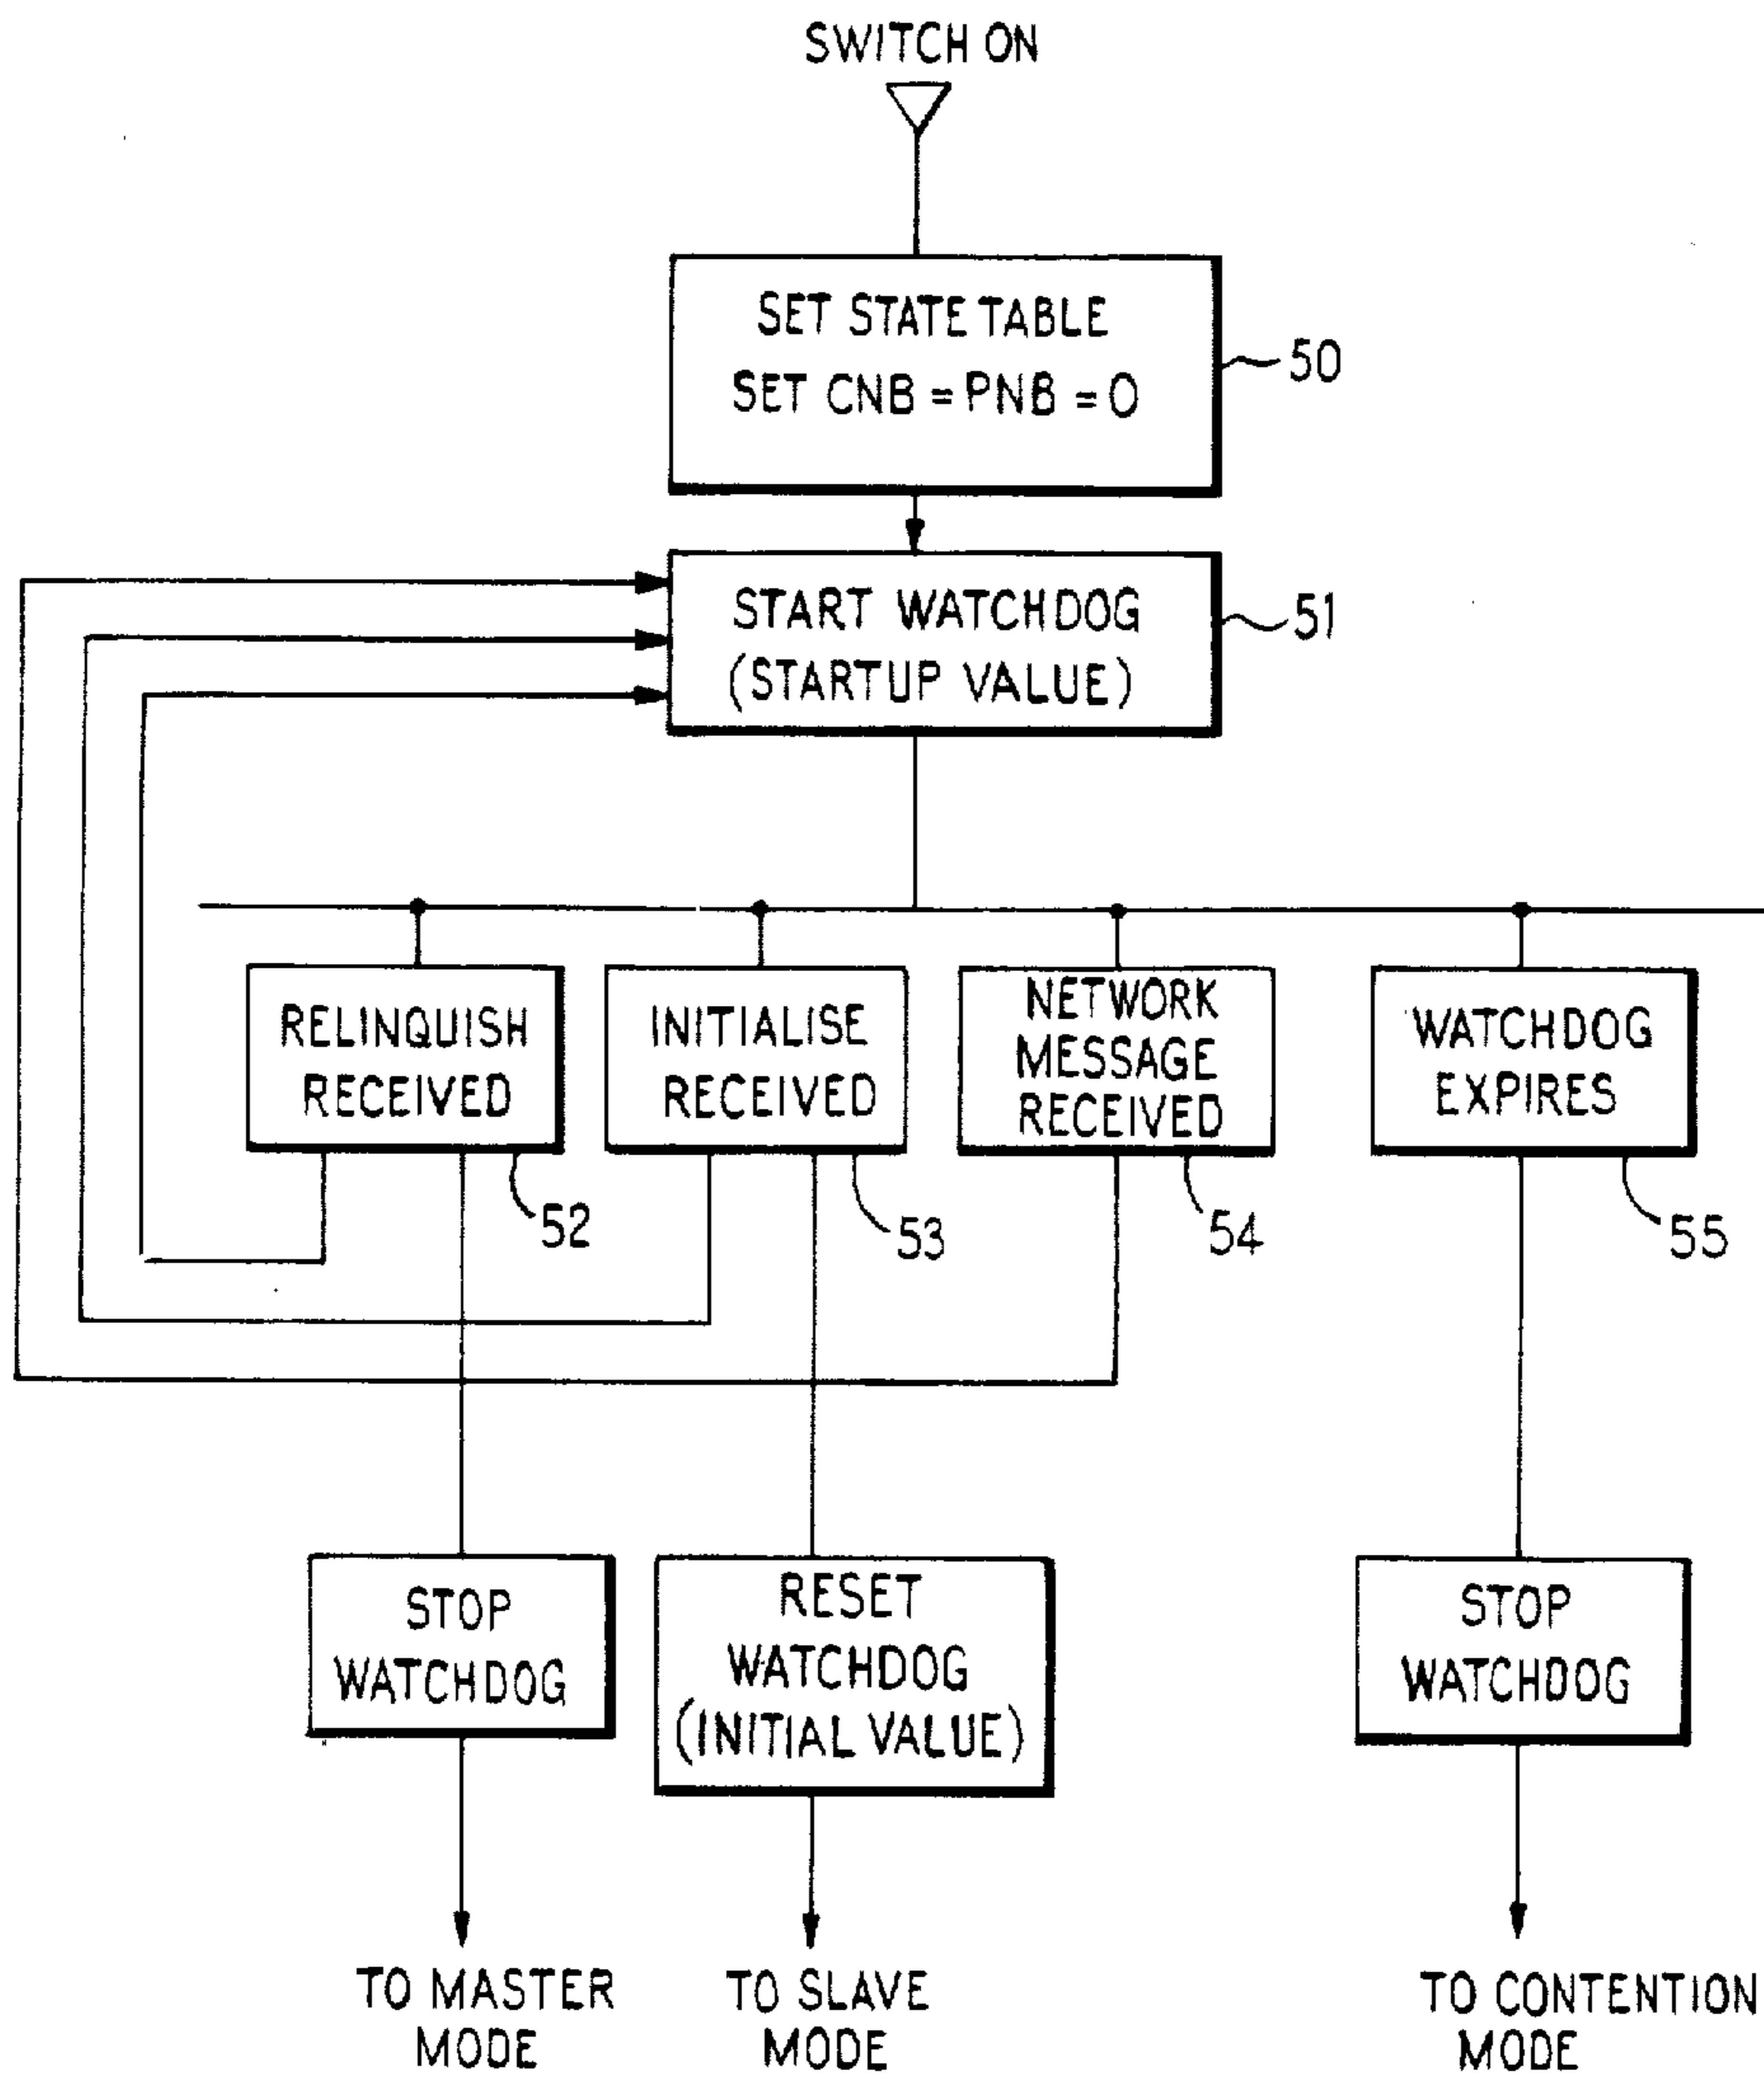 SWITCH ON
SET STATE TABLE
SET CNB = PNB = 0
50
START WATCHDOG
(STARTUP VALUE)
51
RELINQUISH
RECEIVED
52
INITIALISE
RECEIVED
53
NETWORK
MESSAGE
RECEIVED
54
WATCHDOG
EXPIRES
55
STOP
WATCHDOG
RESET
WATCHDOG
(INITIAL VALUE)
STOP
WATCHDOG
TO MASTER
MODE
TO SLAVE
MODE
TO CONTENTION
MODE